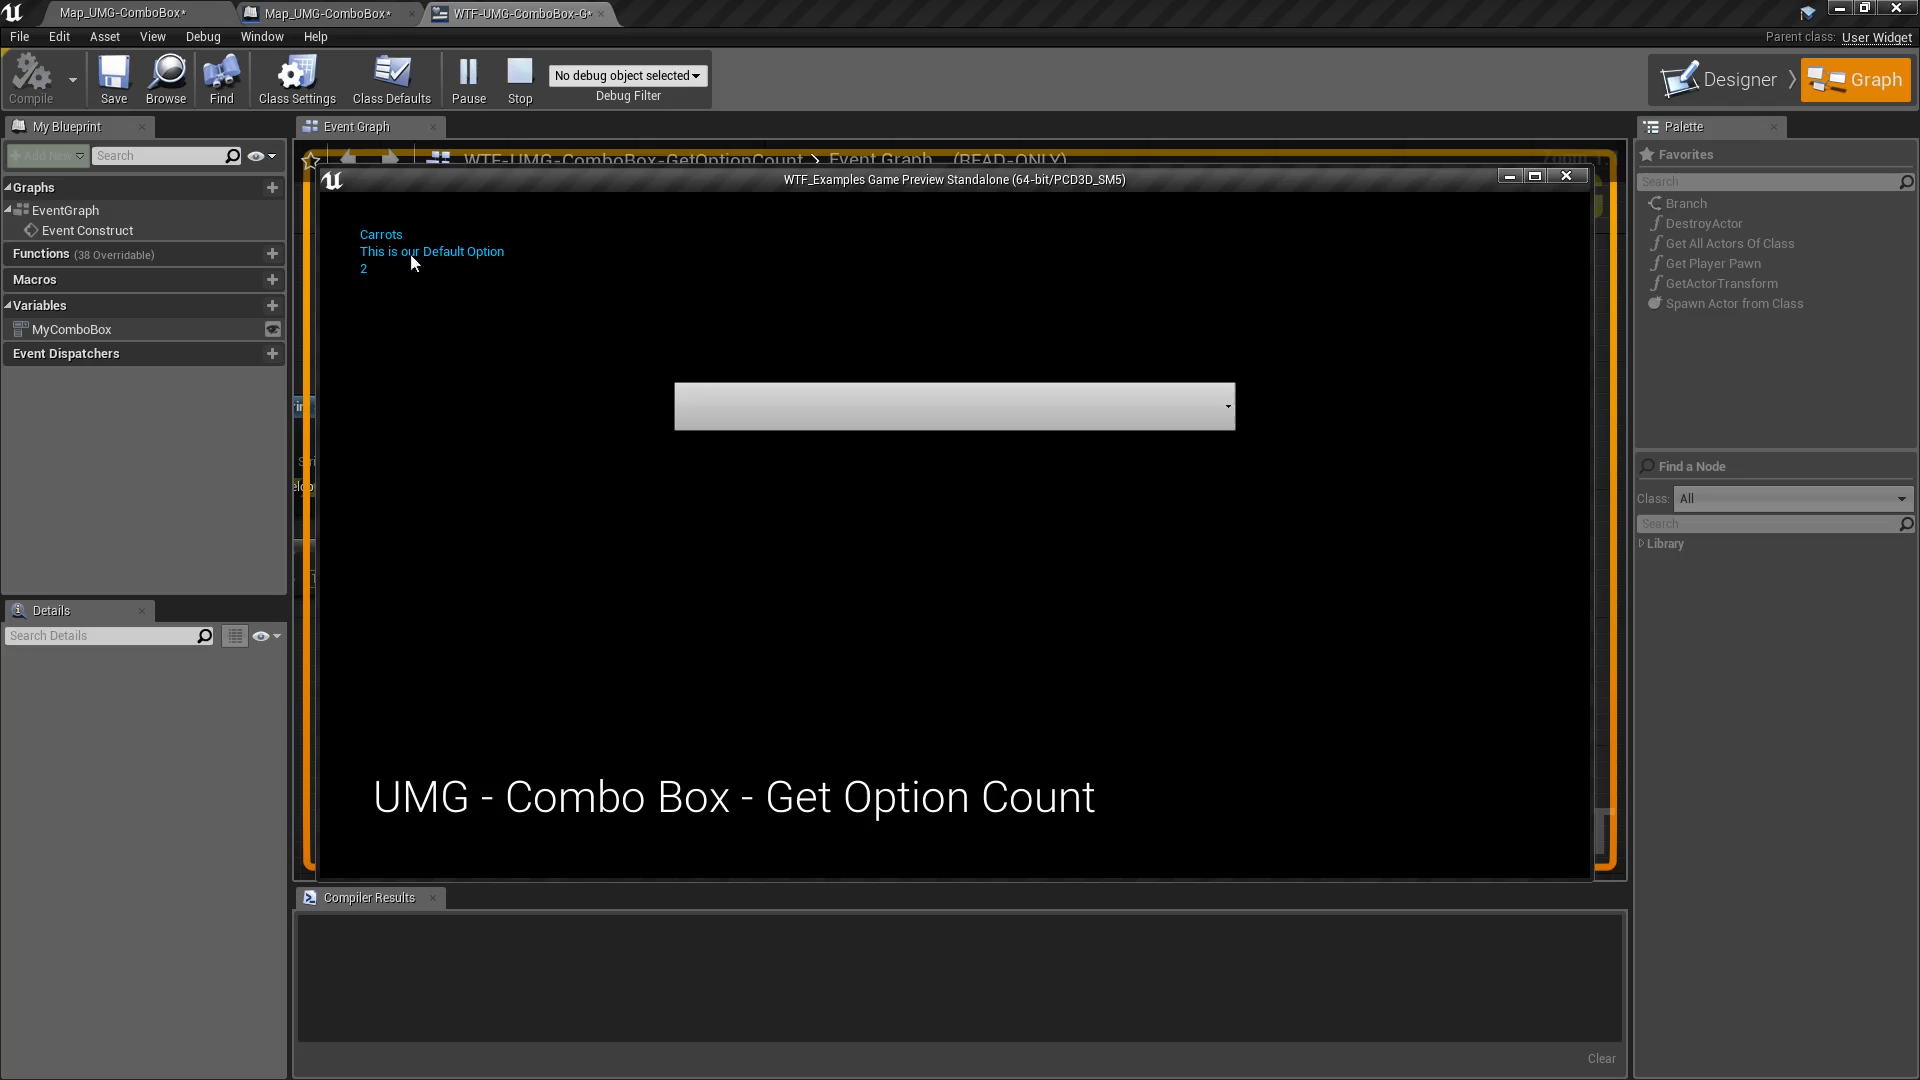 Map_UMG-ComboBox*
Map_UMG-ComboBox*
WTF-UMG-ComboBox-G*
File Edit Asset View Debug Window Help
Parent class: User Widget
Compile
Save
Browse
Find
Class Settings
Class Defaults
Pause
Stop
No debug object selected
Debug Filter
Designer
Graph
My Blueprint
Event Graph
Palette
Add New
Search
WTF-UMG-ComboBox-GetOptionCount > Event Graph (READ-ONLY)
Favorites
Search
Graphs
EventGraph
Event Construct
Functions (38 Overridable)
Macros
Variables
MyComboBox
Event Dispatchers
WTF_Examples Game Preview Standalone (64-bit/PCD3D_SM5)
Carrots
This is our Default Option
2
UMG - Combo Box - Get Option Count
Branch
DestroyActor
Get All Actors Of Class
Get Player Pawn
GetActorTransform
Spawn Actor from Class
Find a Node
Class: All
Search
Library
Details
Search Details
Compiler Results
Clear